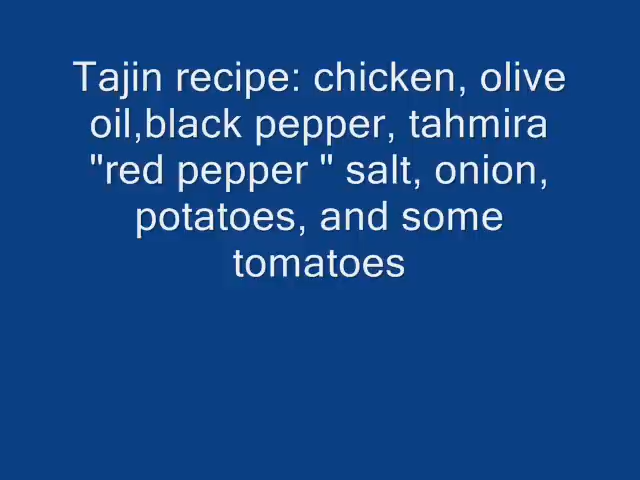 Tajin recipe: chicken, olive
oil,black pepper, tahmira
"red pepper " salt, onion,
potatoes, and some
tomatoes